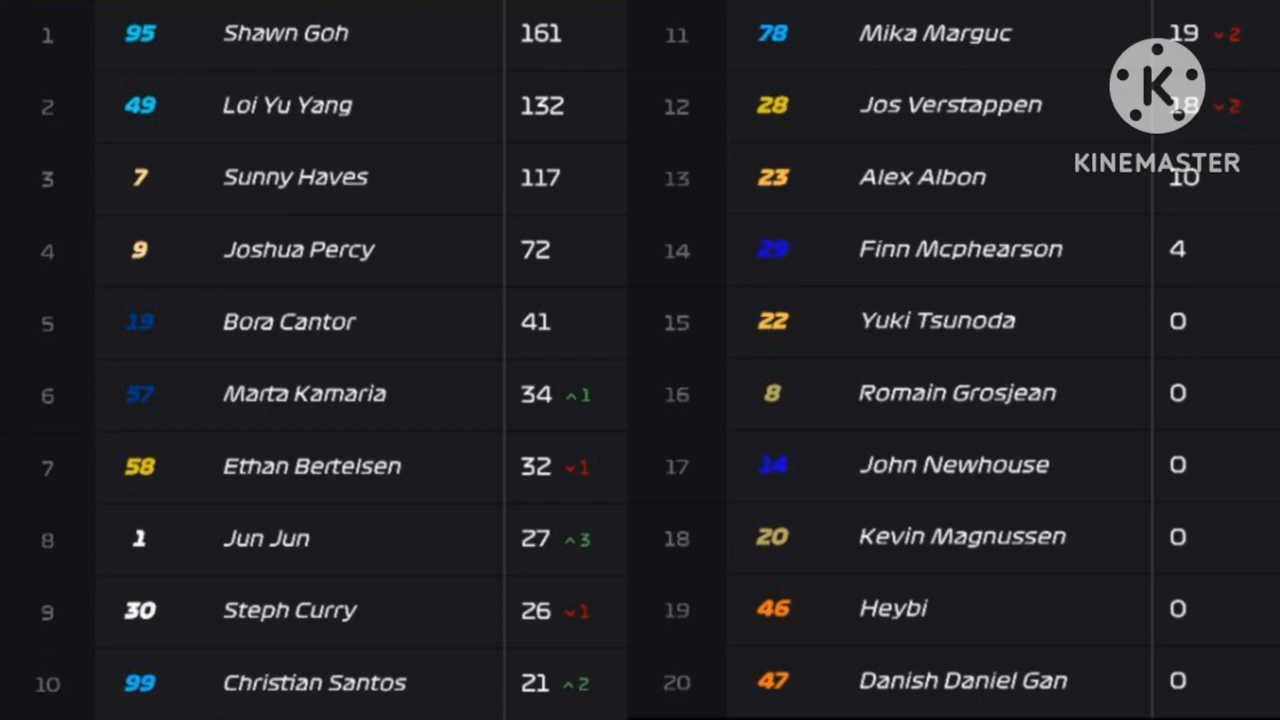 1 95 Shawn Goh 161
2 49 Loi Yu Yang 132
3 7 Sunny Haves 117
4 9 Joshua Percy 72
5 19 Bora Cantor 41
6 57 Marta Kamaria 34 1
7 58 Ethan Bertelsen 32 1
8 1 Jun Jun 27 3
9 30 Steph Curry 26 1
10 99 Christian Santos 21 2
11 78 Mika Marguc 19 2
12 28 Jos Verstappen 18 2
13 23 Alex Albon 10
14 29 Finn Mcphearson 4
15 22 Yuki Tsunoda 0
16 8 Romain Grosjean 0
17 14 John Newhouse 0
18 20 Kevin Magnussen 0
19 46 Heybi 0
20 47 Danish Daniel Gan 0
K
KINEMASTER